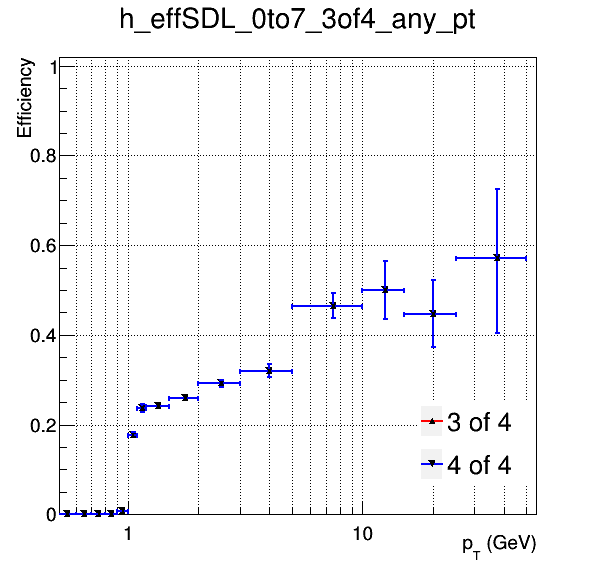 h_effSDL_0to7_3of4_any_pt
Efficiency
1
0.8
0.6
0.4
0.2
0
3 of 4
4 of 4
1
10
p_T (GeV)